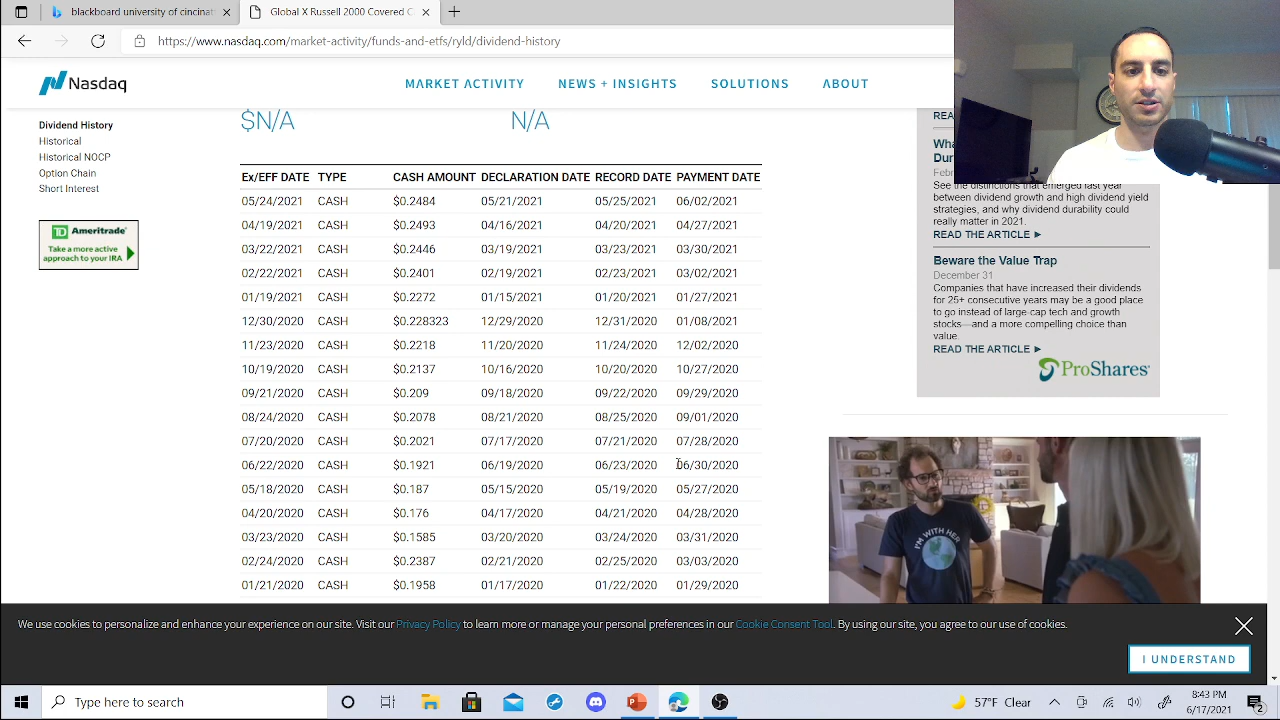 blackbinary university of cincinnati
Global X Russell 2000 Covered C
https://www.nasdaq.com/market-activity/funds-and-etfs/ryld/dividend-history
Nasdaq
MARKET ACTIVITY NEWS + INSIGHTS SOLUTIONS ABOUT
$N/A N/A
Dividend History
Historical
Historical NOCP
Option Chain
Short Interest
TD Ameritrade
Take a more active
approach to your IRA
Ex/EFF DATE TYPE CASH AMOUNT DECLARATION DATE RECORD DATE PAYMENT DATE
05/24/2021 CASH $0.2484 05/21/2021 05/25/2021 06/02/2021
04/19/2021 CASH $0.2493 04/16/2021 04/20/2021 04/27/2021
03/22/2021 CASH $0.2446 03/19/2021 03/23/2021 03/30/2021
02/22/2021 CASH $0.2401 02/19/2021 02/23/2021 03/02/2021
01/19/2021 CASH $0.2272 01/15/2021 01/20/2021 01/27/2021
12/30/2020 CASH $0.228323 12/29/2020 12/31/2020 01/08/2021
11/23/2020 CASH $0.2218 11/20/2020 11/24/2020 12/02/2020
10/19/2020 CASH $0.2137 10/16/2020 10/20/2020 10/27/2020
09/21/2020 CASH $0.209 09/18/2020 09/22/2020 09/29/2020
08/24/2020 CASH $0.2078 08/21/2020 08/25/2020 09/01/2020
07/20/2020 CASH $0.2021 07/17/2020 07/21/2020 07/28/2020
06/22/2020 CASH $0.1921 06/19/2020 06/23/2020 06/30/2020
05/18/2020 CASH $0.187 05/15/2020 05/19/2020 05/27/2020
04/20/2020 CASH $0.176 04/17/2020 04/21/2020 04/28/2020
03/23/2020 CASH $0.1585 03/20/2020 03/24/2020 03/31/2020
02/24/2020 CASH $0.2387 02/21/2020 02/25/2020 03/03/2020
01/21/2020 CASH $0.1958 01/17/2020 01/22/2020 01/29/2020
REA
Wha
Dur
Feb
See the distinctions that emerged last year
between dividend growth and high dividend yield
strategies, and why dividend durability could
really matter in 2021.
READ THE ARTICLE ►
Beware the Value Trap
December 31
Companies that have increased their dividends
for 25+ consecutive years may be a good place
to go instead of large-cap tech and growth
stocks—and a more compelling choice than
value.
READ THE ARTICLE ►
ProShares
I'M WITH HER
We use cookies to personalize and enhance your experience on our site. Visit our Privacy Policy to learn more or manage your personal preferences in our Cookie Consent Tool. By using our site, you agree to our use of cookies.
I UNDERSTAND
Type here to search
57°F Clear
8:43 PM
6/17/2021
2